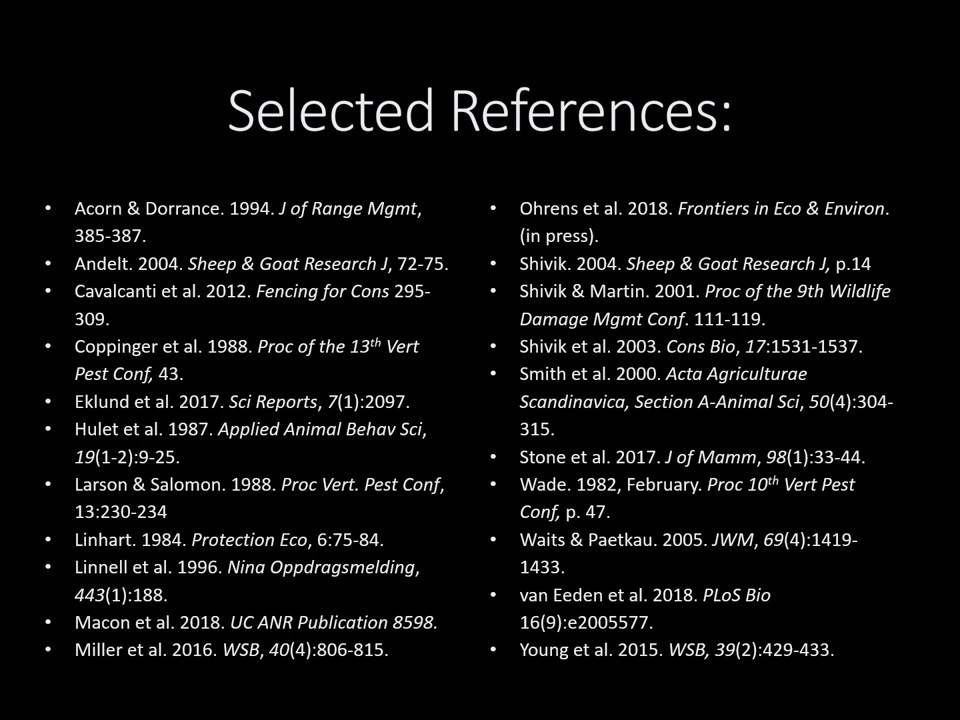 Selected References:
• Acorn & Dorrance. 1994. J of Range Mgmt,
385-387.
• Andelt. 2004. Sheep & Goat Research J, 72-75.
• Cavalcanti et al. 2012. Fencing for Cons 295-
309.
• Coppinger et al. 1988. Proc of the 13th Vert
Pest Conf, 43.
• Eklund et al. 2017. Sci Reports, 7(1):2097.
• Hulet et al. 1987. Applied Animal Behav Sci,
19(1-2):9-25.
• Larson & Salomon. 1988. Proc Vert. Pest Conf,
13:230-234
• Linhart. 1984. Protection Eco, 6:75-84.
• Linnell et al. 1996. Nina Oppdragsmelding,
443(1):188.
• Macon et al. 2018. UC ANR Publication 8598.
• Miller et al. 2016. WSB, 40(4):806-815.
• Ohrens et al. 2018. Frontiers in Eco & Environ.
(in press).
• Shivik. 2004. Sheep & Goat Research J, p.14
• Shivik & Martin. 2001. Proc of the 9th Wildlife
Damage Mgmt Conf. 111-119.
• Shivik et al. 2003. Cons Bio, 17:1531-1537.
• Smith et al. 2000. Acta Agriculturae
Scandinavica, Section A-Animal Sci, 50(4):304-
315.
• Stone et al. 2017. J of Mamm, 98(1):33-44.
• Wade. 1982, February. Proc 10th Vert Pest
Conf, p. 47.
• Waits & Paetkau. 2005. JWM, 69(4):1419-
1433.
• van Eeden et al. 2018. PLoS Bio
16(9):e2005577.
• Young et al. 2015. WSB, 39(2):429-433.